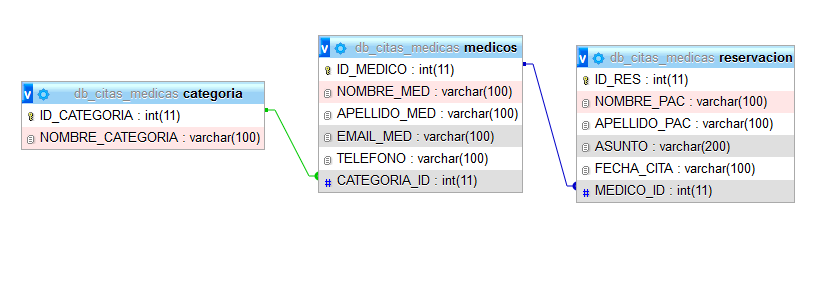 v db_citas_medicas categoria
ID_CATEGORIA : int(11)
NOMBRE_CATEGORIA : varchar(100)
v db_citas_medicas medicos
ID_MEDICO : int(11)
NOMBRE_MED : varchar(100)
APELLIDO_MED : varchar(100)
EMAIL_MED : varchar(100)
TELEFONO : varchar(100)
# CATEGORIA_ID : int(11)
v db_citas_medicas reservacion
ID_RES : int(11)
NOMBRE_PAC : varchar(100)
APELLIDO_PAC : varchar(100)
ASUNTO : varchar(200)
FECHA_CITA : varchar(100)
# MEDICO_ID : int(11)